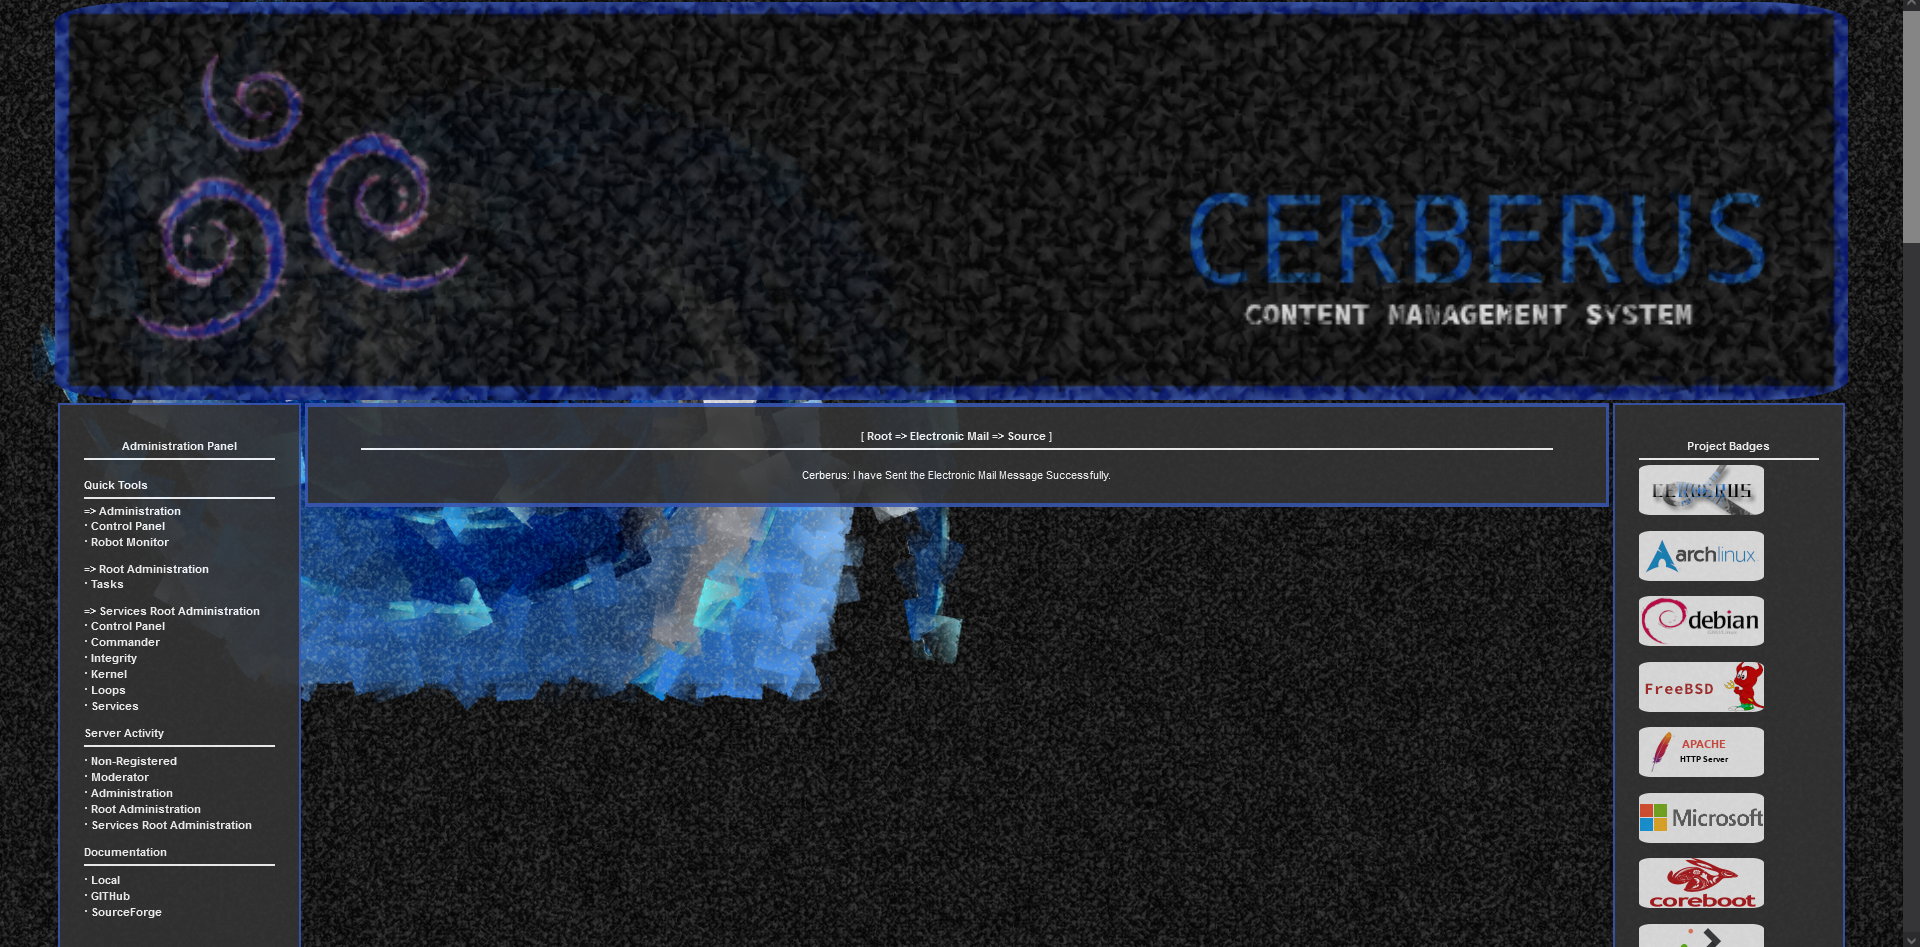 CERBERUS
CONTENT MANAGEMENT SYSTEM
Administration Panel
Quick Tools
=> Administration
· Control Panel
· Robot Monitor
=> Root Administration
· Tasks
=> Services Root Administration
· Control Panel
· Commander
· Integrity
· Kernel
· Loops
· Services
Server Activity
· Non-Registered
· Moderator
· Administration
· Root Administration
· Services Root Administration
Documentation
· Local
· GITHub
· SourceForge
[ Root => Electronic Mail => Source ]
Cerberus: I have Sent the Electronic Mail Message Successfully.
Project Badges
CERBERUS
archlinux
debian
FreeBSD
APACHE
HTTP Server
Microsoft
coreboot